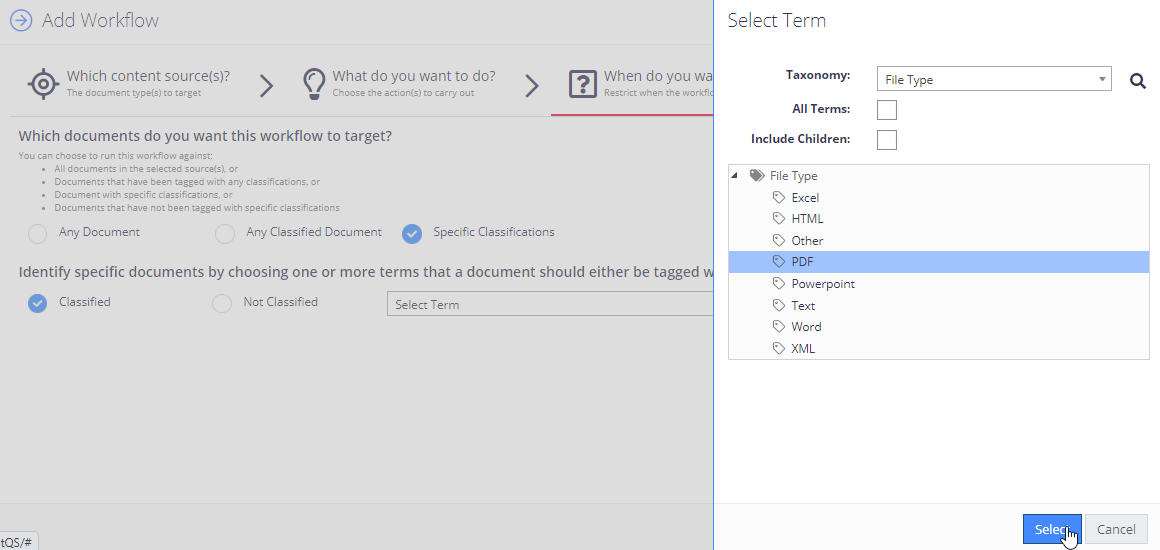 Add Workflow
Which content source(s)?
The document type(s) to target
What do you want to do?
Choose the action(s) to carry out
When do you wa
Restrict when the workflo
Which documents do you want this workflow to target?
You can choose to run this workflow against:
All documents in the selected source(s), or
Documents that have been tagged with any classifications, or
Document with specific classifications, or
Documents that have not been tagged with specific classifications
Any Document
Any Classified Document
Specific Classifications
Identify specific documents by choosing one or more terms that a document should either be tagged w
Classified
Not Classified
Select Term
tQS/#
Select Term
Taxonomy:
File Type
All Terms:
Include Children:
File Type
Excel
HTML
Other
PDF
Powerpoint
Text
Word
XML
Select
Cancel